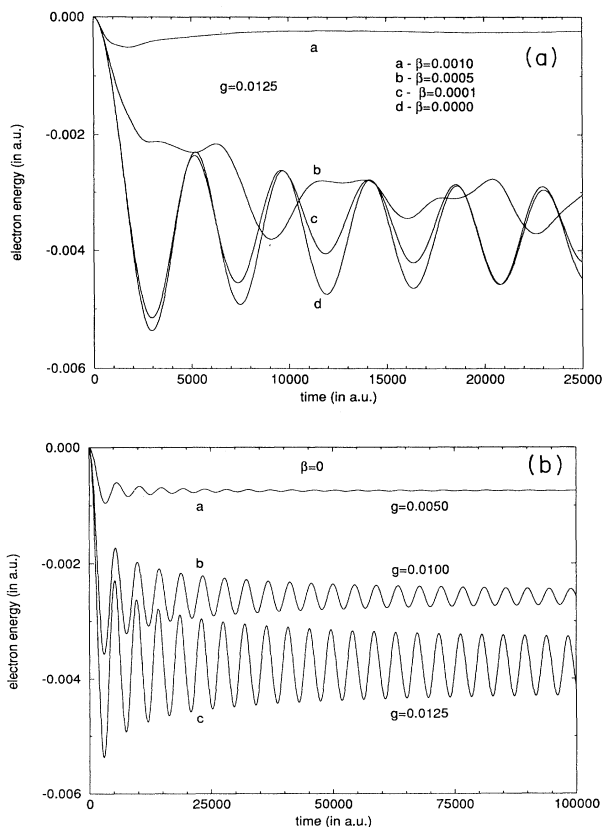 0.000
-0.002
-0.004
-0.006
electron energy (in a.u.)
a
(a)
g=0.0125
a - β=0.0010
b - β=0.0005
c - β=0.0001
d - β=0.0000
b
c
d
0 5000 10000 15000 20000 25000
time (in a.u.)
0.000
-0.002
-0.004
-0.006
electron energy (in a.u.)
β=0
(b)
a
g=0.0050
b
g=0.0100
c
g=0.0125
0 25000 50000 75000 100000
time (in a.u.)